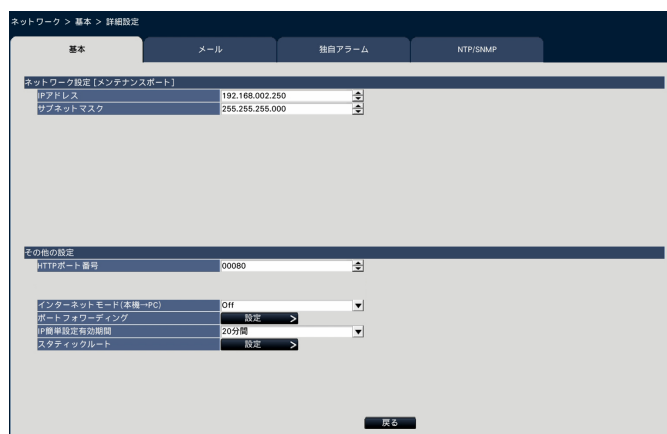 ネットワーク > 基本 > 詳細設定
基本 メール 独自アラーム NTP/SNMP
ネットワーク設定 [メンテナンスポート]
IPアドレス 192.168.002.250
サブネットマスク 255.255.255.000
その他の設定
HTTPポート番号 00080
インターネットモード(本機→PC) Off
ポートフォワーディング 設定 >
IP簡単設定有効期間 20分間
スタティックルート 設定 >
戻る